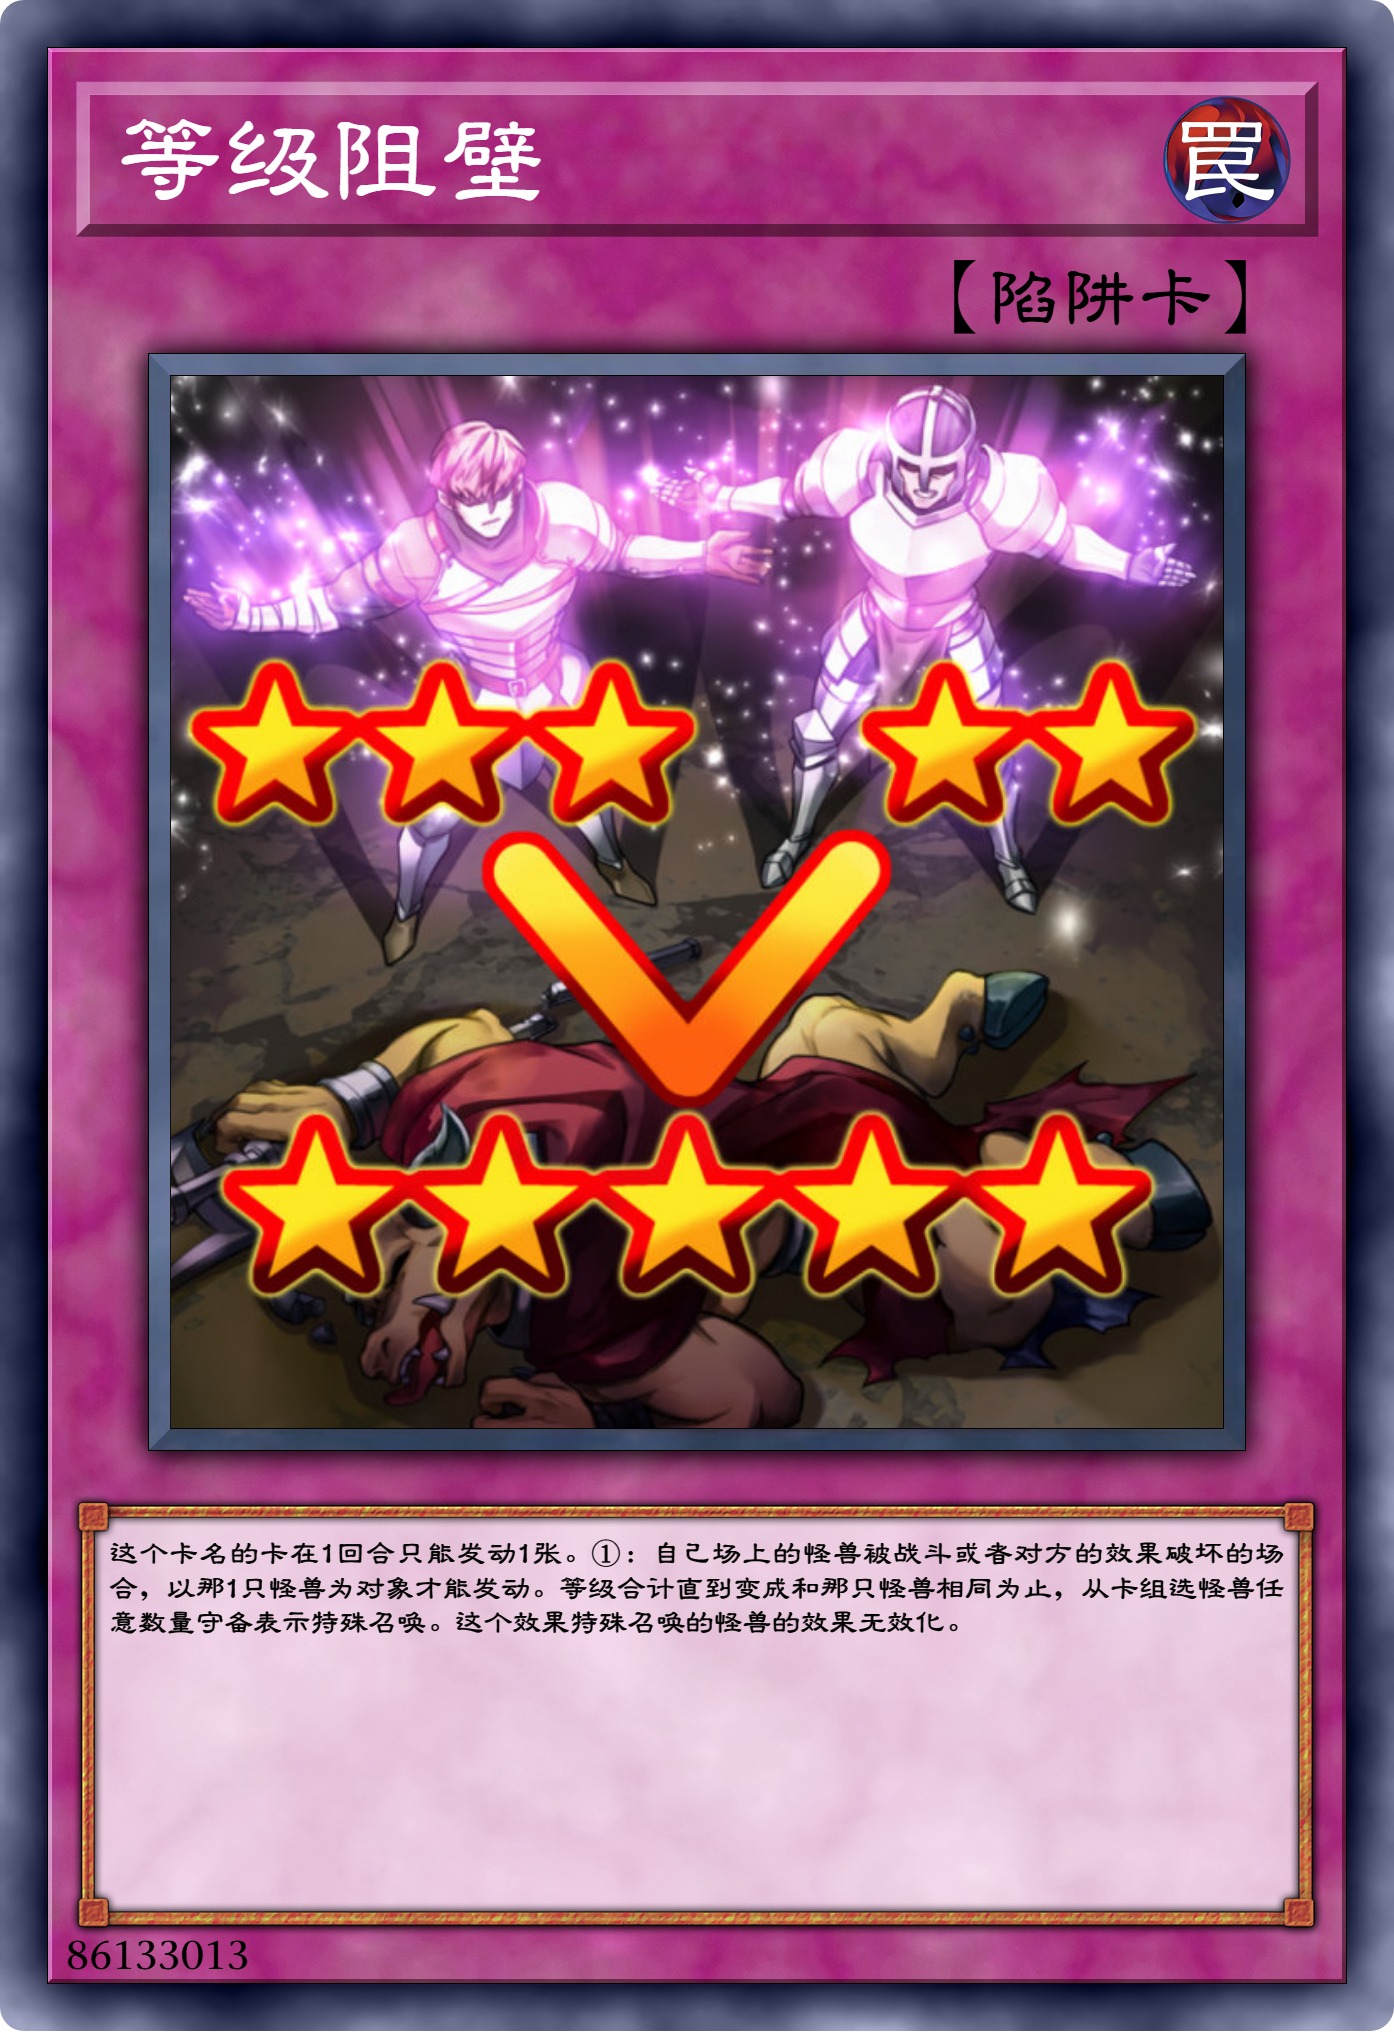 等级阻壁
罠
【陷阱卡】
这个卡名的卡在1回合只能发动1张。①：自己场上的怪兽被战斗或者对方的效果破坏的场
合，以那1只怪兽为对象才能发动。等级合计直到变成和那只怪兽相同为止，从卡组选怪兽任
意数量守备表示特殊召唤。这个效果特殊召唤的怪兽的效果无效化。
86133013